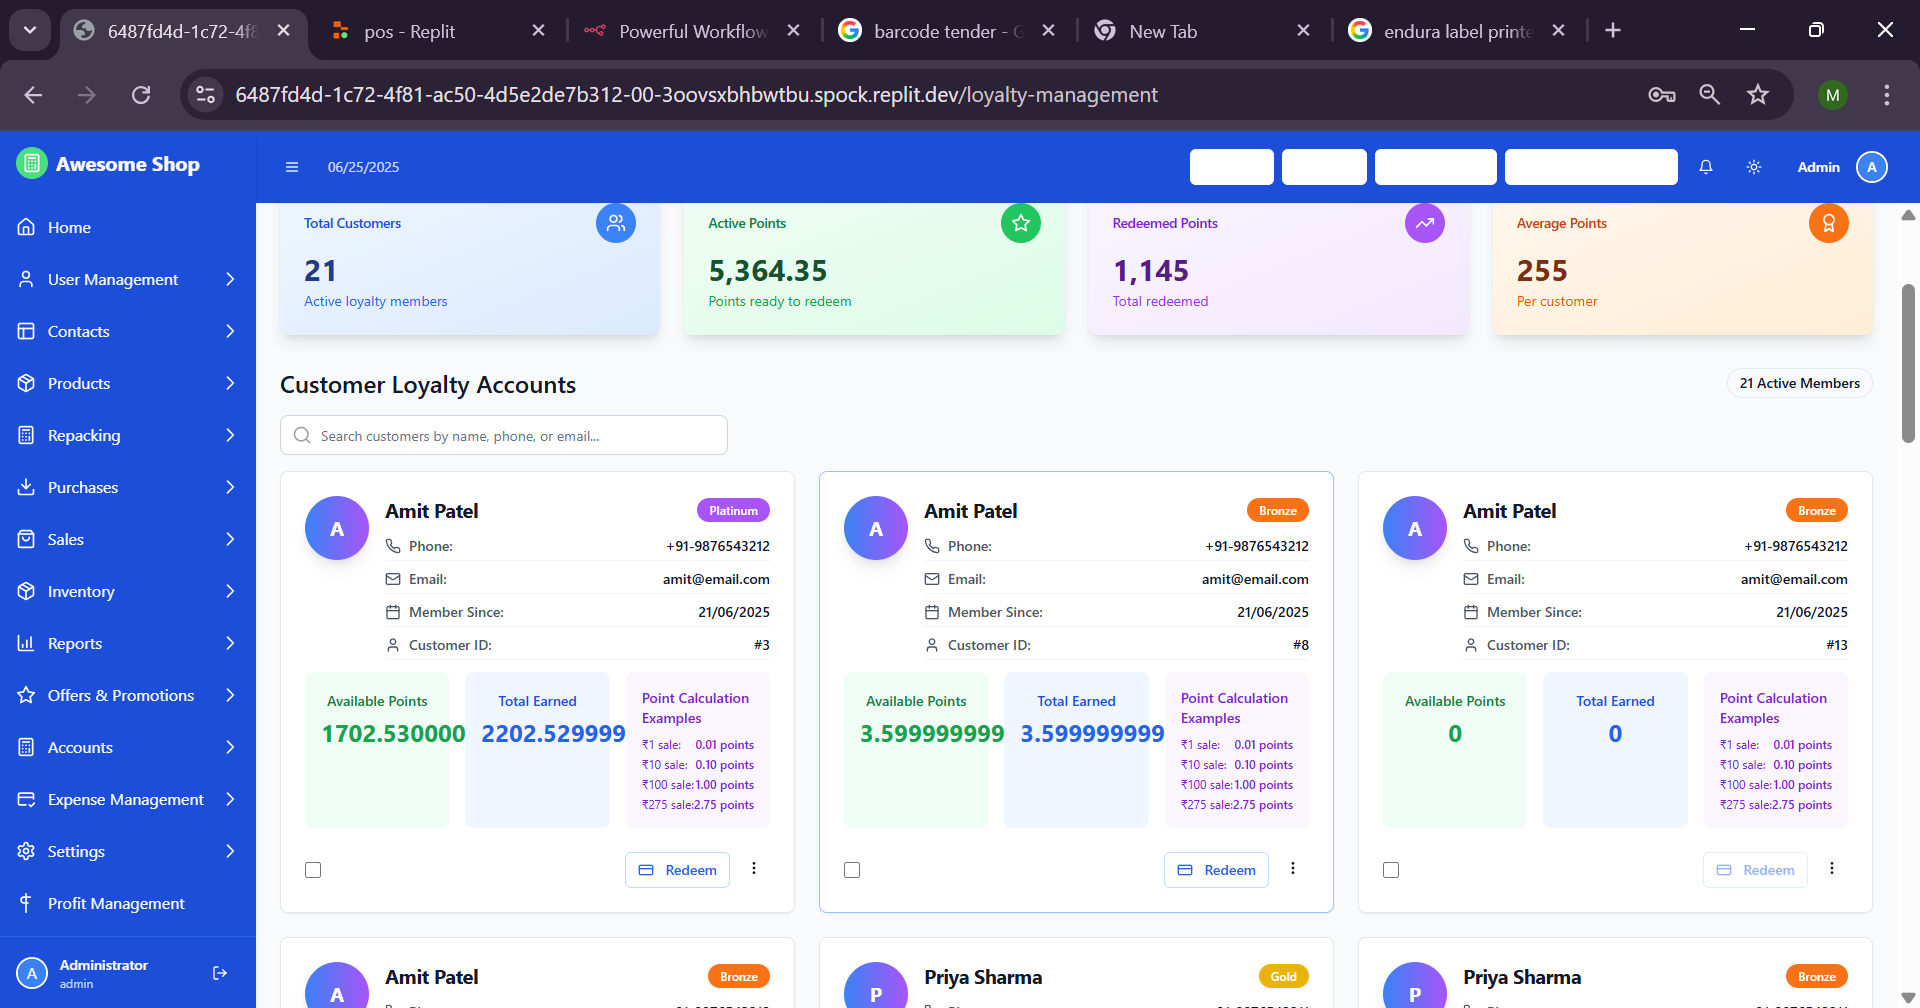 6487fd4d-1c72-4f8
pos - Replit
Powerful Workflow
barcode tender - G
New Tab
endura label printe
6487fd4d-1c72-4f81-ac50-4d5e2de7b312-00-3oovsxbhbwtbu.spock.replit.dev/loyalty-management
M
Awesome Shop
06/25/2025
Admin
A
Home
User Management
Contacts
Products
Repacking
Purchases
Sales
Inventory
Reports
Offers & Promotions
Accounts
Expense Management
Settings
Profit Management
A
Administrator
admin
Total Customers
21
Active loyalty members
Active Points
5,364.35
Points ready to redeem
Redeemed Points
1,145
Total redeemed
Average Points
255
Per customer
Customer Loyalty Accounts
21 Active Members
Search customers by name, phone, or email...
A
Amit Patel
Platinum
Phone: +91-9876543212
Email: amit@email.com
Member Since: 21/06/2025
Customer ID: #3
Available Points
1702.530000
Total Earned
2202.529999
Point Calculation
Examples
₹1 sale: 0.01 points
₹10 sale: 0.10 points
₹100 sale: 1.00 points
₹275 sale: 2.75 points
Redeem
A
Amit Patel
Bronze
Phone: +91-9876543212
Email: amit@email.com
Member Since: 21/06/2025
Customer ID: #8
Available Points
3.599999999
Total Earned
3.599999999
Point Calculation
Examples
₹1 sale: 0.01 points
₹10 sale: 0.10 points
₹100 sale: 1.00 points
₹275 sale: 2.75 points
Redeem
A
Amit Patel
Bronze
Phone: +91-9876543212
Email: amit@email.com
Member Since: 21/06/2025
Customer ID: #13
Available Points
0
Total Earned
0
Point Calculation
Examples
₹1 sale: 0.01 points
₹10 sale: 0.10 points
₹100 sale: 1.00 points
₹275 sale: 2.75 points
Redeem
A
Amit Patel
Bronze
P
Priya Sharma
Gold
P
Priya Sharma
Bronze